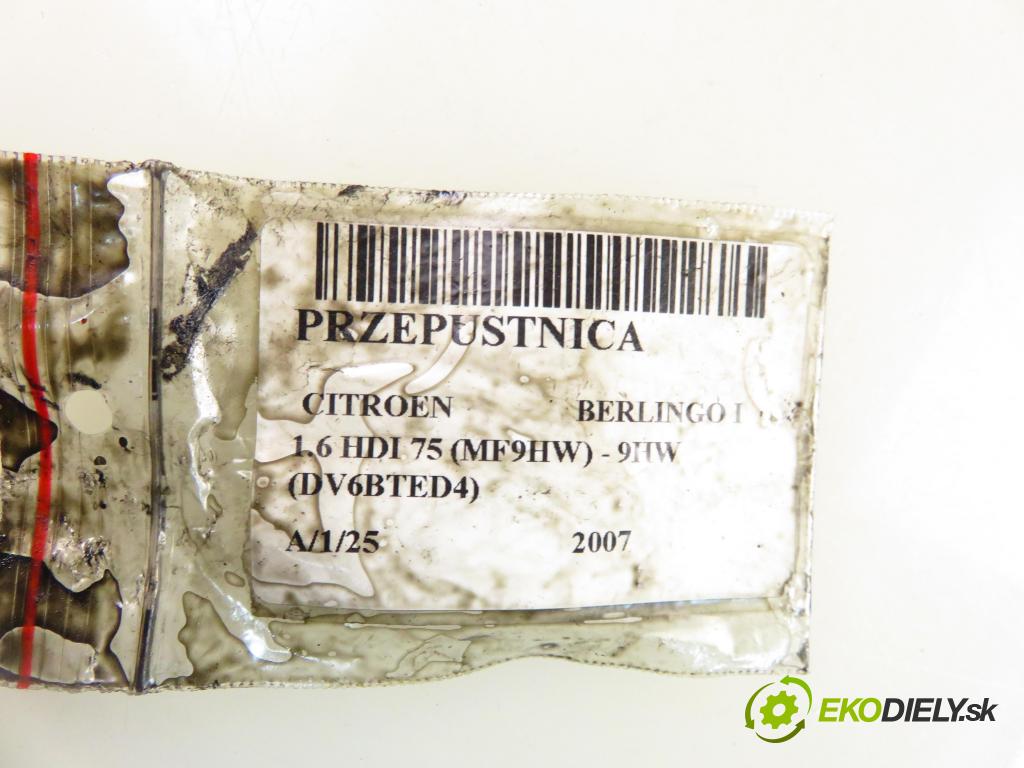 PRZEPUSTNICA
CITROEN BERLINGO I
1.6 HDI 75 (MF9HW) - 9HW
(DV6BTED4)
A/1/25 2007
EKODIELY.sk